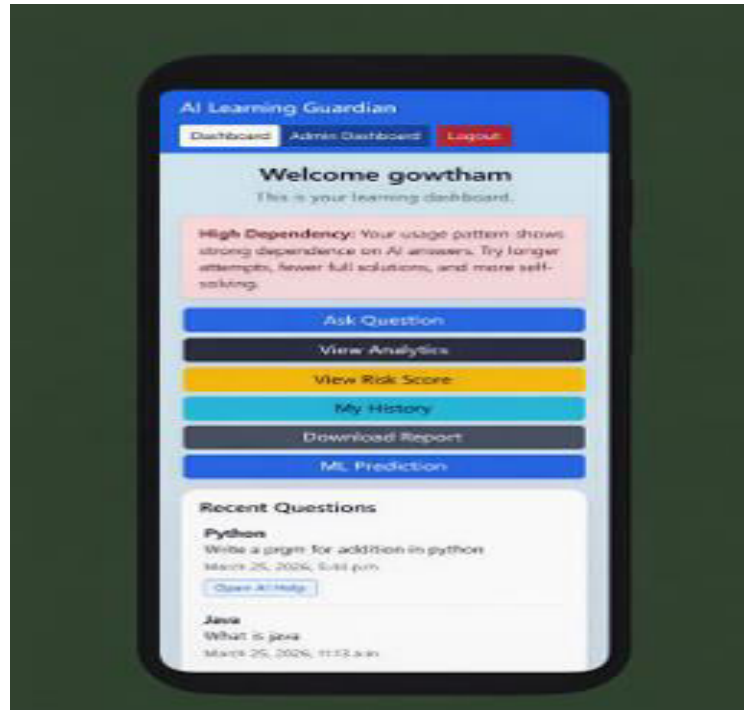 AI Learning Guardian
Dashboard Admin Dashboard Logout
Welcome gowtham
This is your learning dashboard.
High Dependency: Your usage pattern shows
strong dependence on AI answers. Try longer
attempts, fewer full solutions, and more self-
solving.
Ask Question
View Analytics
View Risk Score
My History
Download Report
ML Prediction
Recent Questions
Python
Write a prgm for addition in python
March 25, 2026, 5:44 p.m.
Open AI Help
Java
What is java
March 25, 2026, 11:13 a.m.